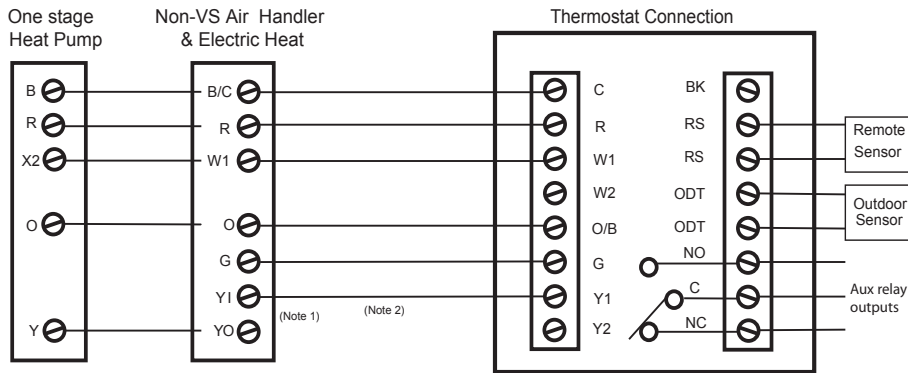 One stage
Heat Pump
Non-VS Air Handler
& Electric Heat
Thermostat Connection
B
R
X2
O
Y
B/C
R
W1
O
G
YI
YO
(Note 1)
(Note 2)
C
R
W1
W2
O/B
G
Y1
Y2
BK
RS
RS
ODT
ODT
NO
C
NC
Remote
Sensor
Outdoor
Sensor
Aux relay
outputs